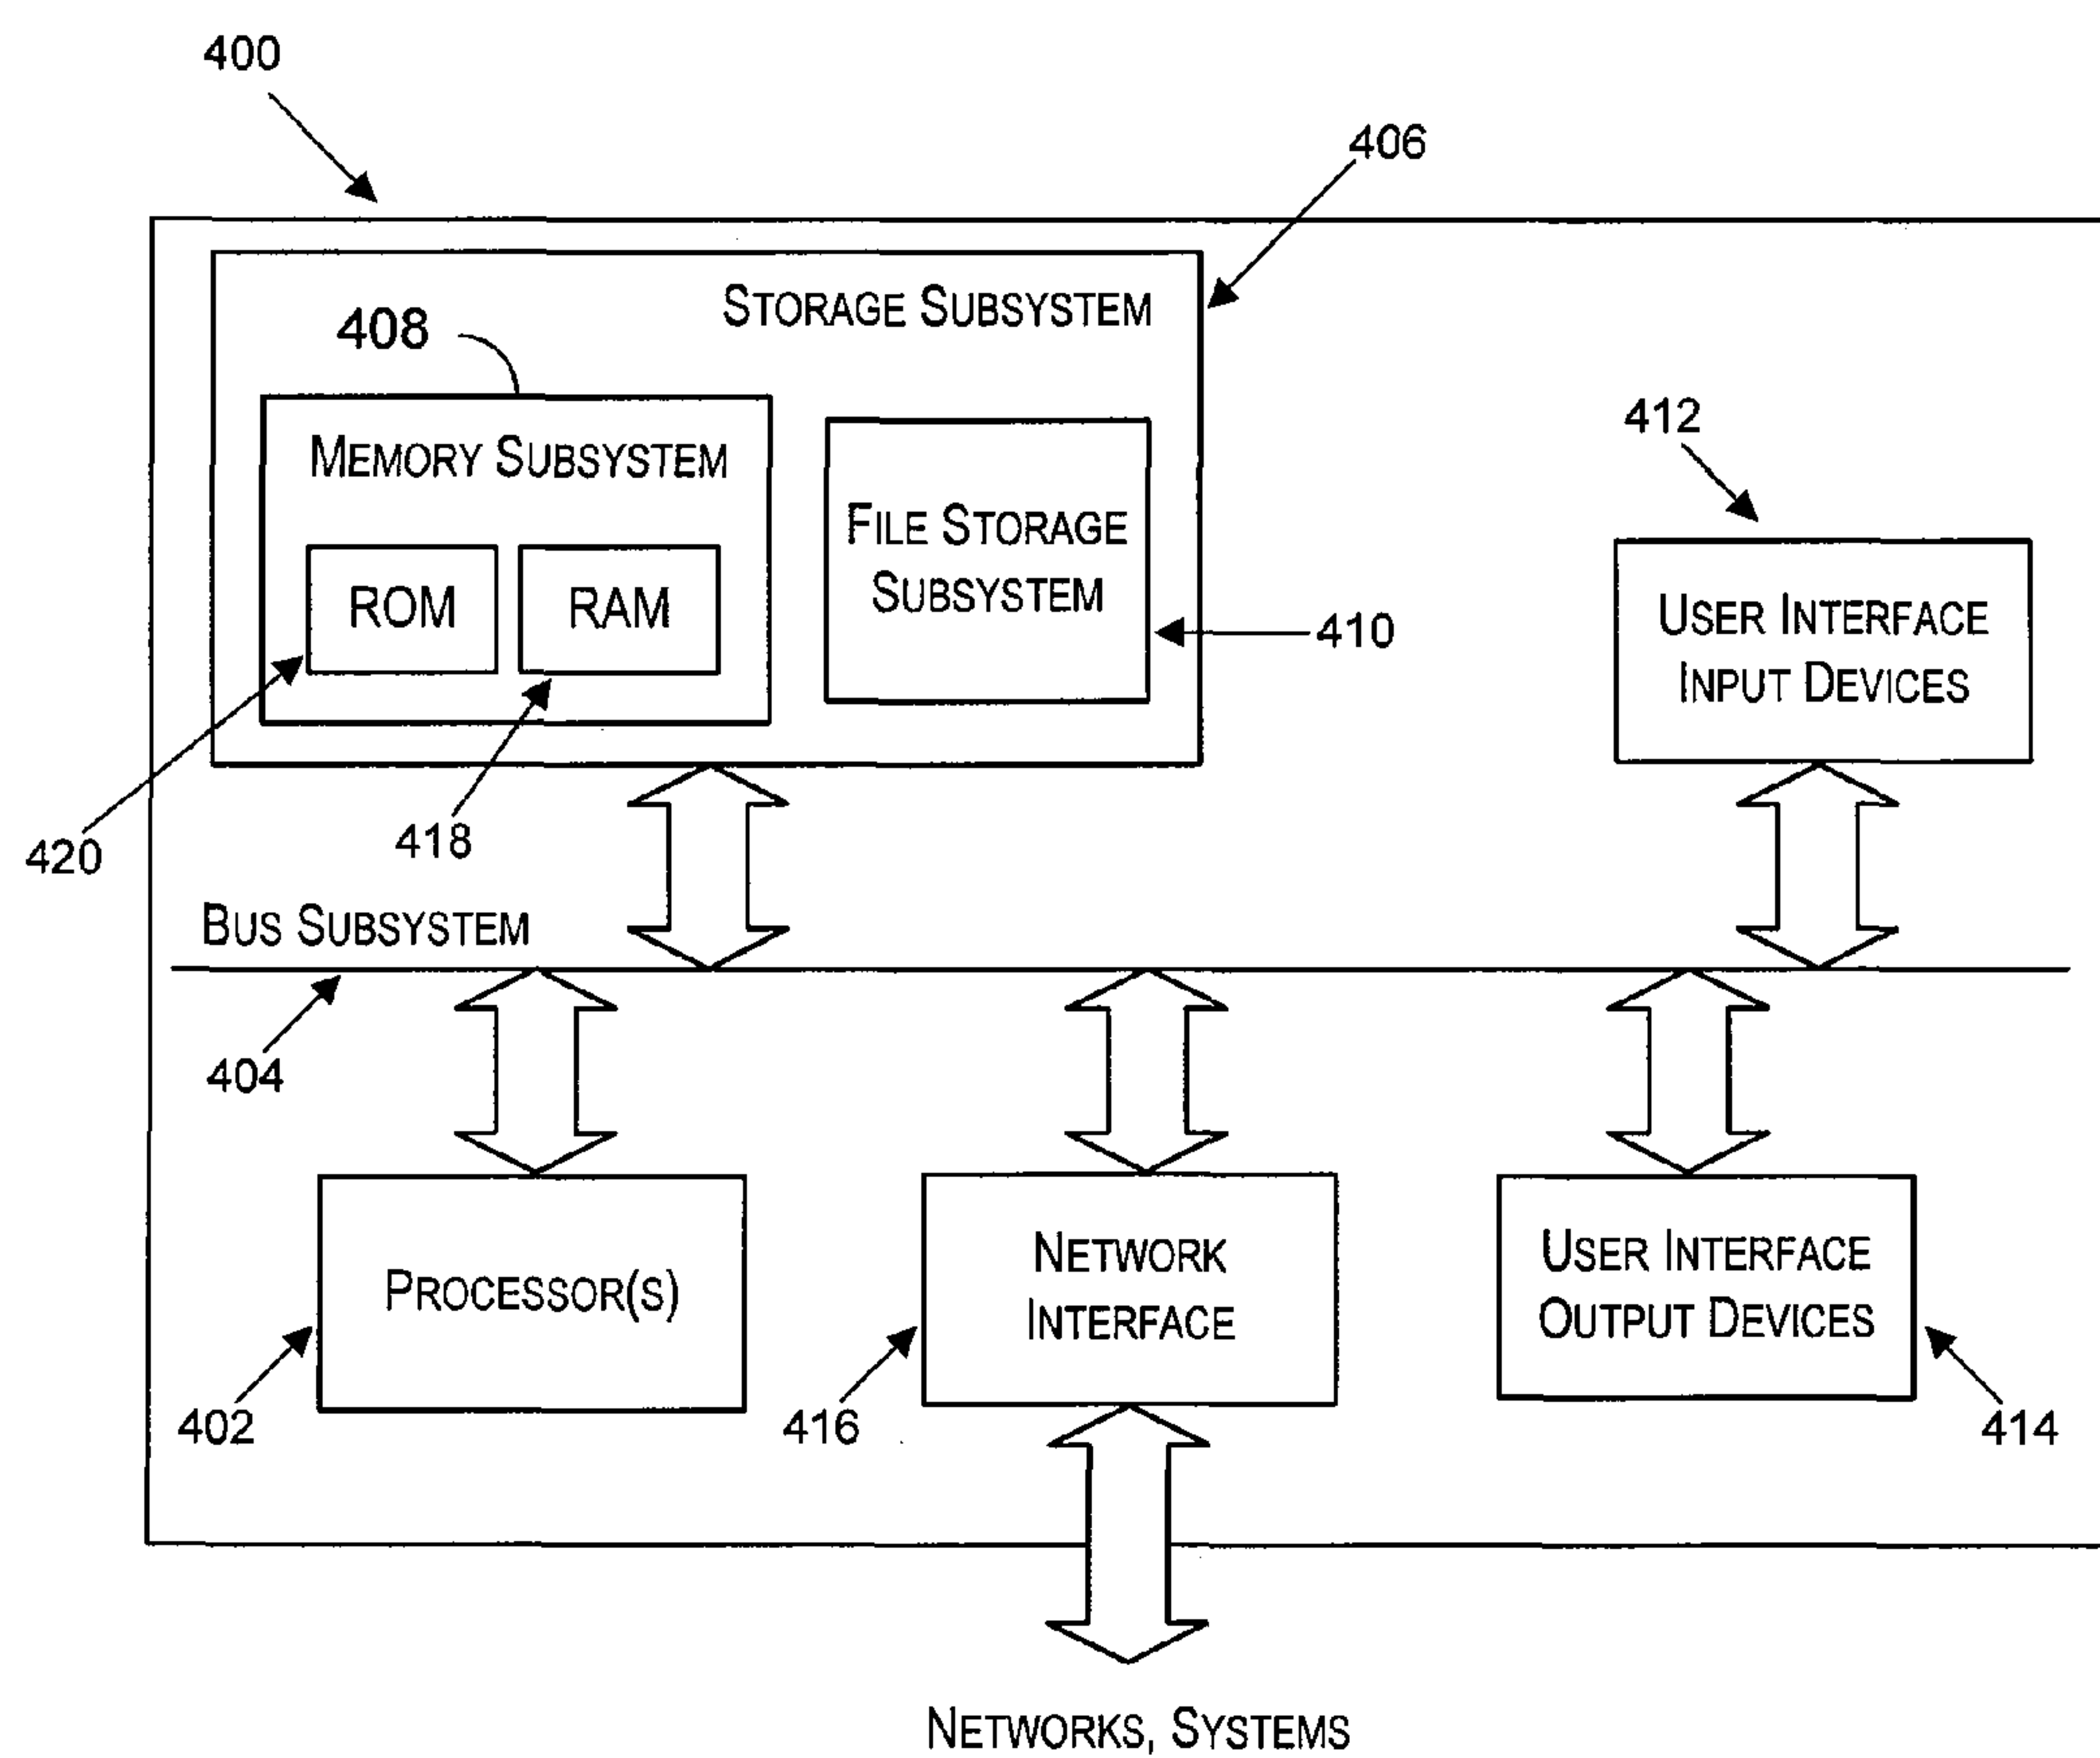 400
406
STORAGE SUBSYSTEM
408
MEMORY SUBSYSTEM
ROM
RAM
FILE STORAGE
SUBSYSTEM
410
412
USER INTERFACE
INPUT DEVICES
420
418
BUS SUBSYSTEM
404
PROCESSOR(S)
402
NETWORK
INTERFACE
416
USER INTERFACE
OUTPUT DEVICES
414
NETWORKS, SYSTEMS